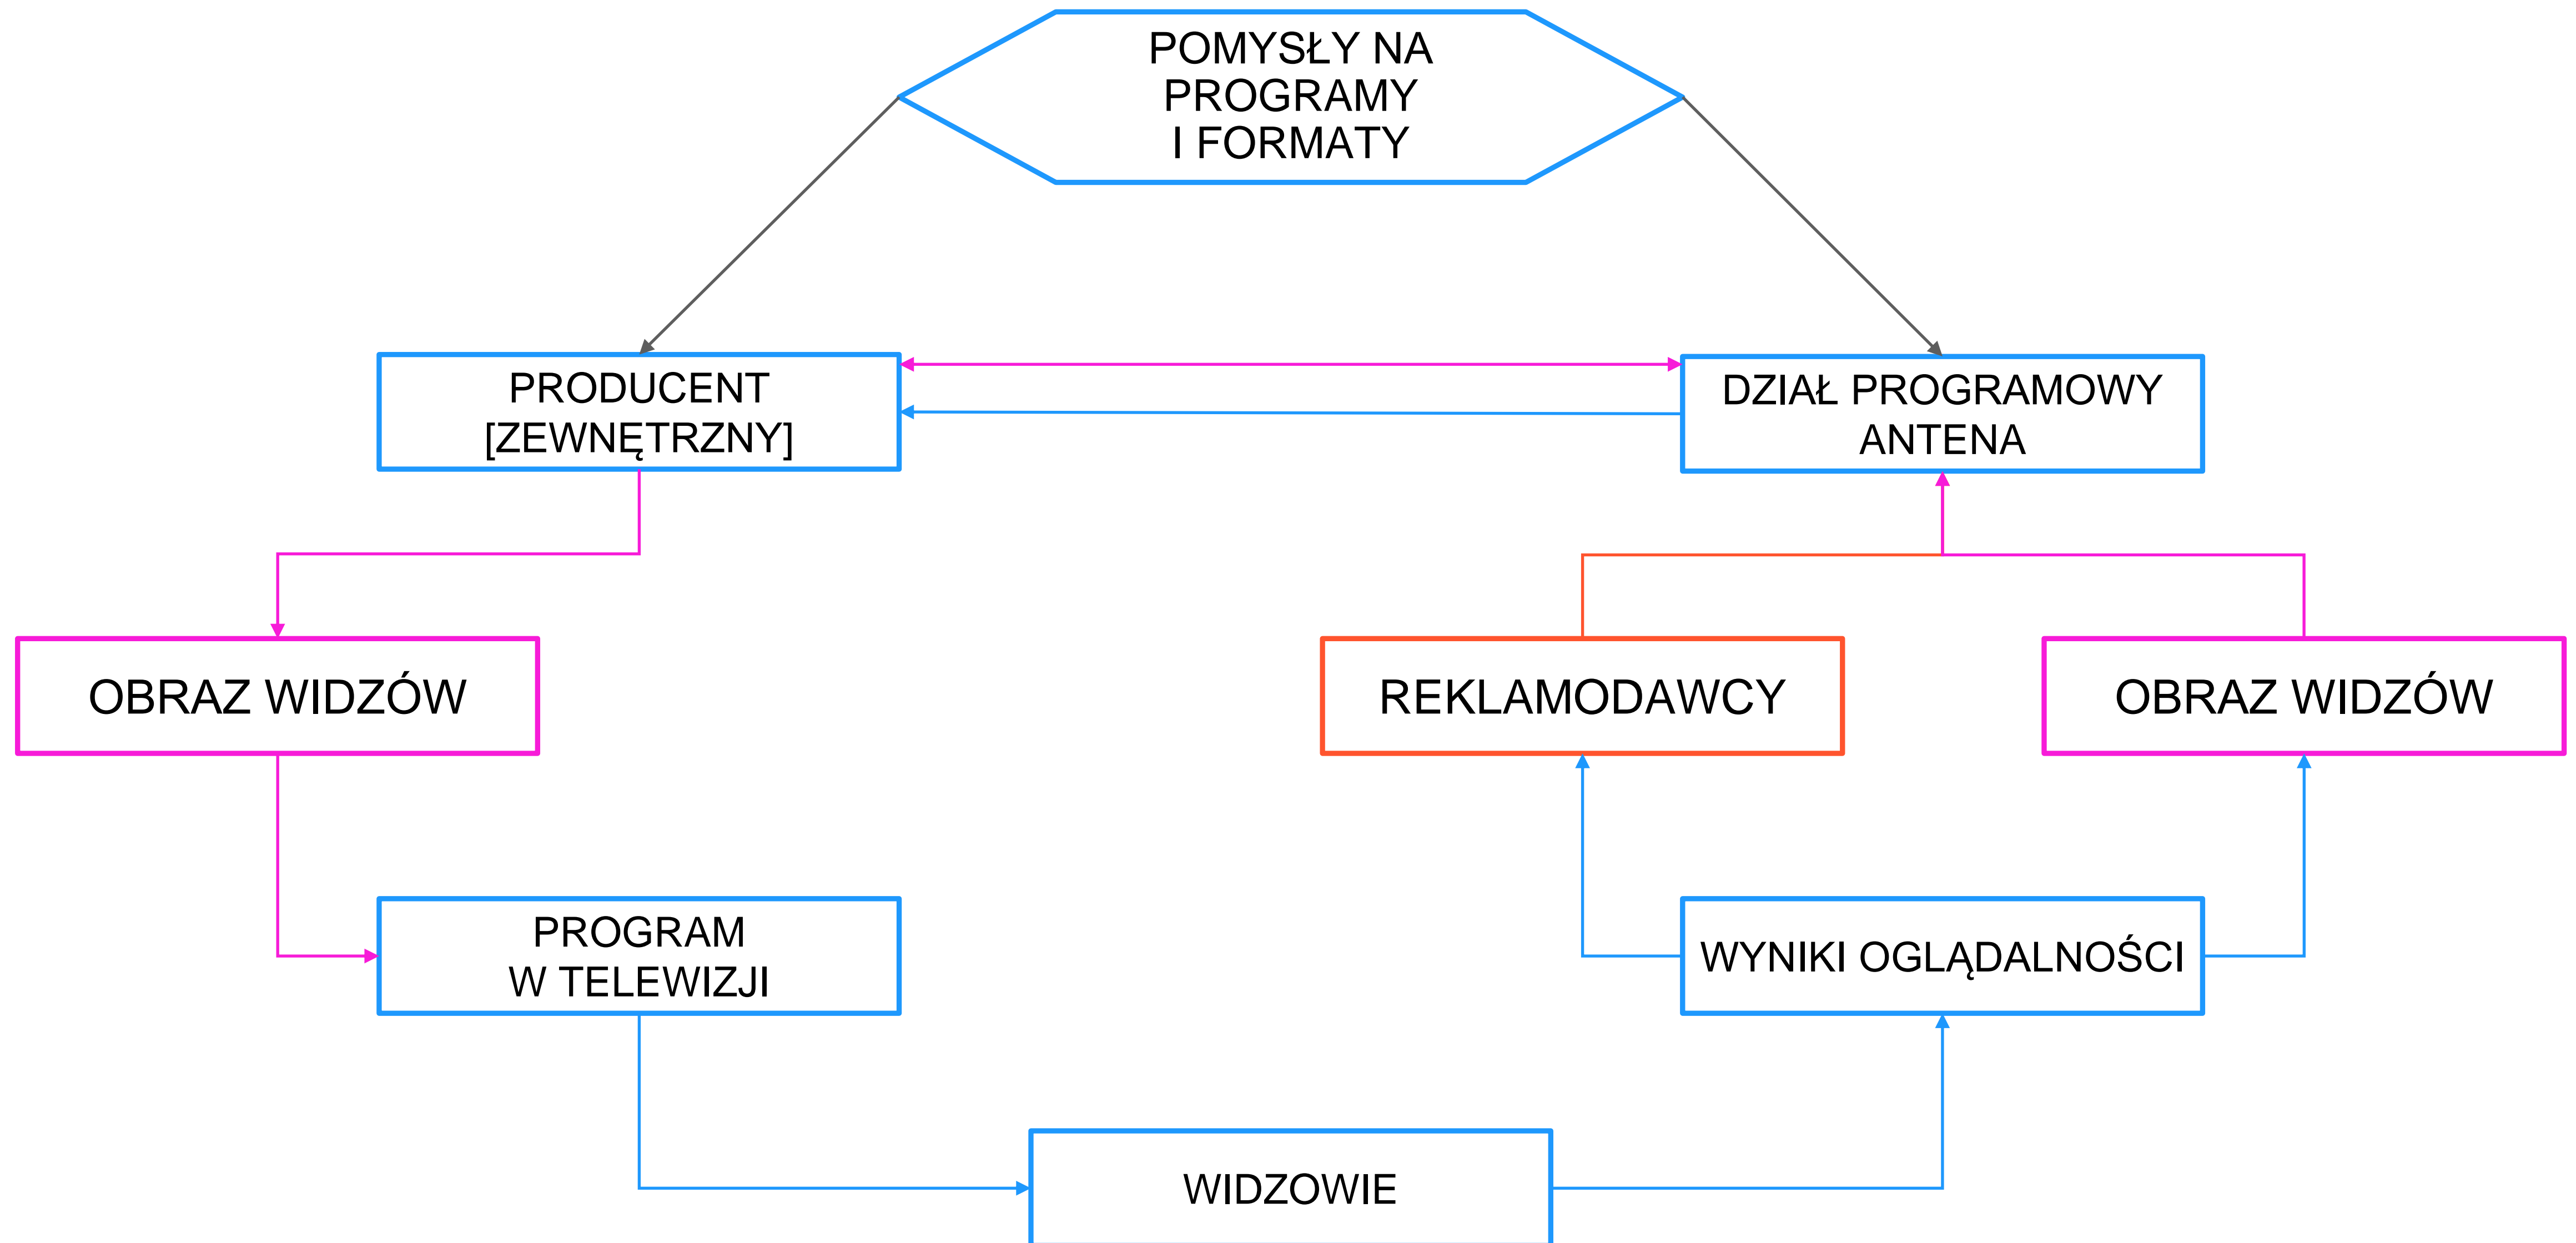 POMYSŁY NA
PROGRAMY
I FORMATY
PRODUCENT
[ZEWNĘTRZNY]
DZIAŁ PROGRAMOWY
ANTENA
OBRAZ WIDZÓW
REKLAMODAWCY
OBRAZ WIDZÓW
PROGRAM
W TELEWIZJI
WYNIKI OGLĄDALNOŚCI
WIDZOWIE